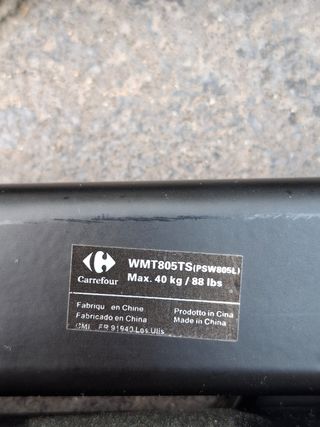 WMT805TS(PSW805L)
Max. 40 kg / 88 lbs
Carrefour
Fabriqu en Chine
Fabricado en China
Prodotto in Cina
Made in China
CMI FR 91940 Los Ulis